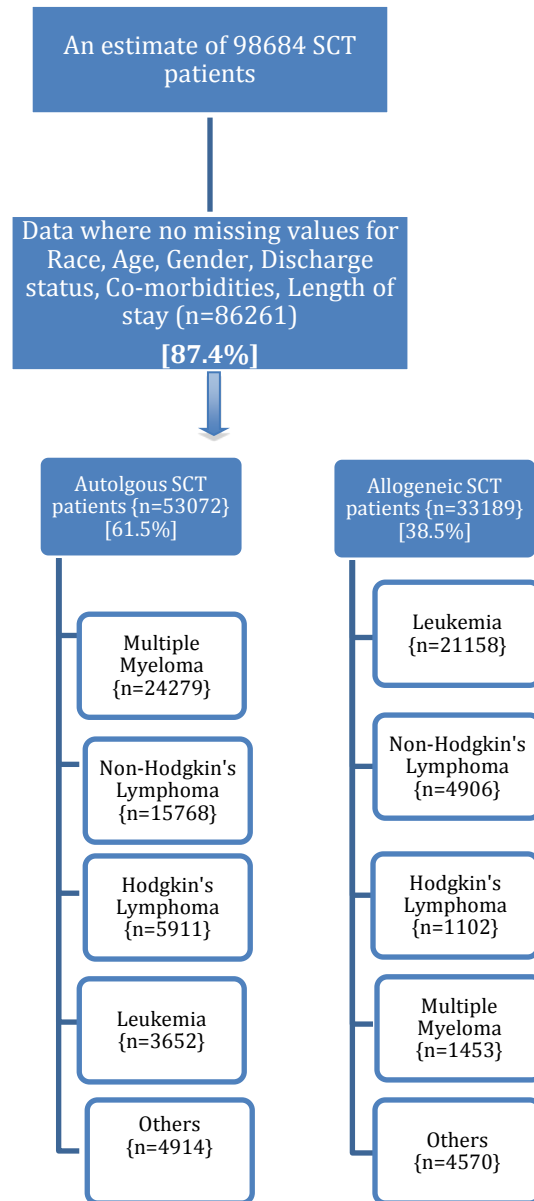 An estimate of 98684 SCT
patients
Data where no missing values for
Race, Age, Gender, Discharge
status, Co-morbidities, Length of
stay (n=86261)
[87.4%]
Autolgous SCT
patients {n=53072}
[61.5%]
Multiple
Myeloma
{n=24279}
Non-Hodgkin's
Lymphoma
{n=15768}
Hodgkin's
Lymphoma
{n=5911}
Leukemia
{n=3652}
Others
{n=4914}
Allogeneic SCT
patients {n=33189}
[38.5%]
Leukemia
{n=21158}
Non-Hodgkin's
Lymphoma
{n=4906}
Hodgkin's
Lymphoma
{n=1102}
Multiple
Myeloma
{n=1453}
Others
{n=4570}